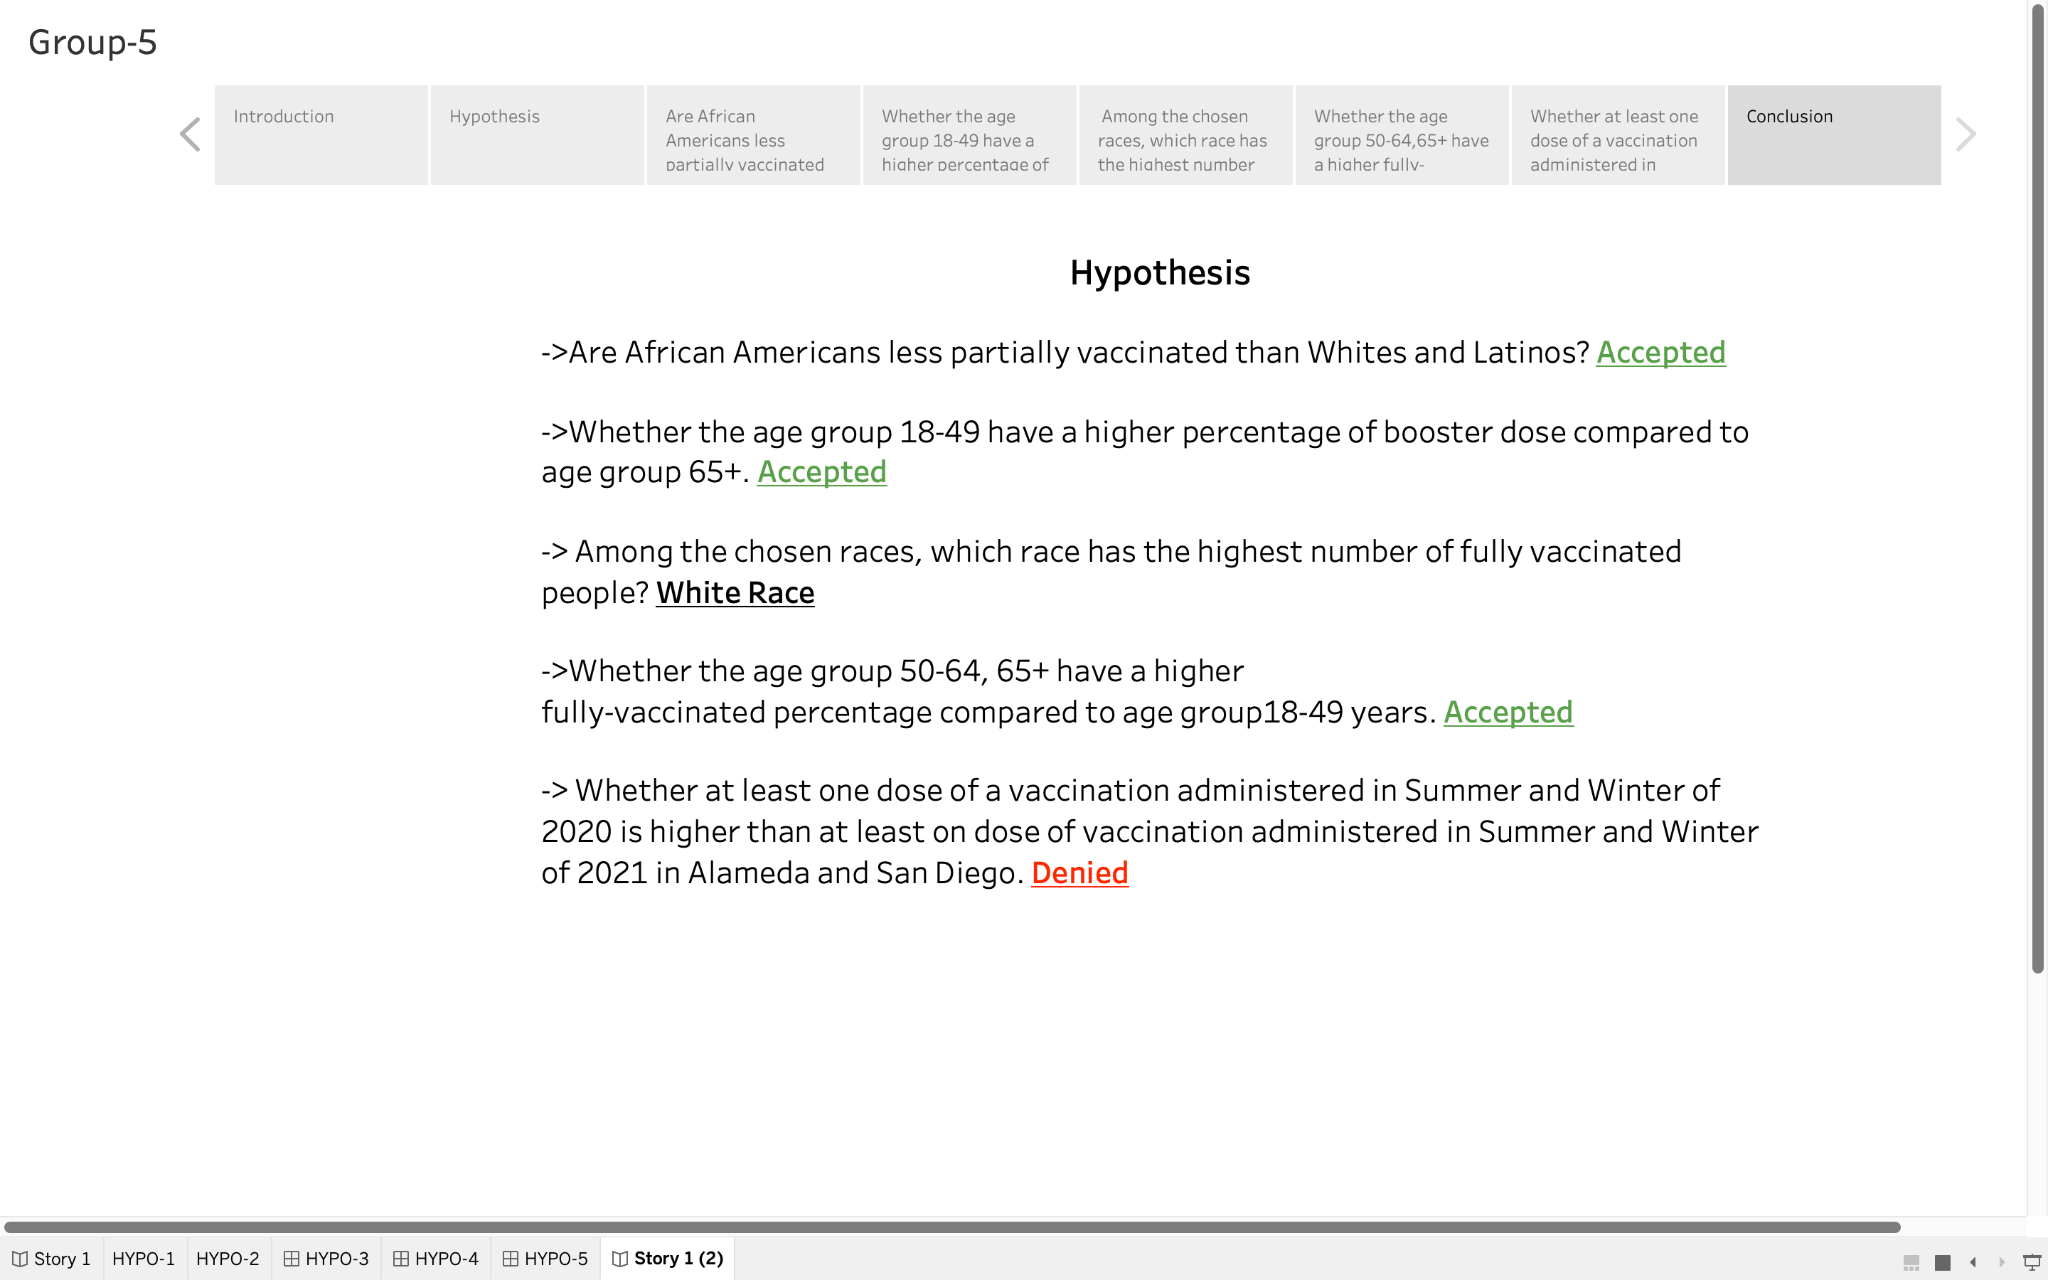 Group-5
Introduction
Hypothesis
Are African
Americans less
partially vaccinated
Whether the age
group 18-49 have a
higher percentage of
Among the chosen
races, which race has
the highest number
Whether the age
group 50-64,65+ have
a higher fully-
Whether at least one
dose of a vaccination
administered in
Conclusion
Hypothesis
->Are African Americans less partially vaccinated than Whites and Latinos? Accepted
->Whether the age group 18-49 have a higher percentage of booster dose compared to
age group 65+. Accepted
-> Among the chosen races, which race has the highest number of fully vaccinated
people? White Race
->Whether the age group 50-64, 65+ have a higher
fully-vaccinated percentage compared to age group18-49 years. Accepted
-> Whether at least one dose of a vaccination administered in Summer and Winter of
2020 is higher than at least on dose of vaccination administered in Summer and Winter
of 2021 in Alameda and San Diego. Denied
Story 1 HYPO-1 HYPO-2 HYPO-3 HYPO-4 HYPO-5 Story 1 (2)